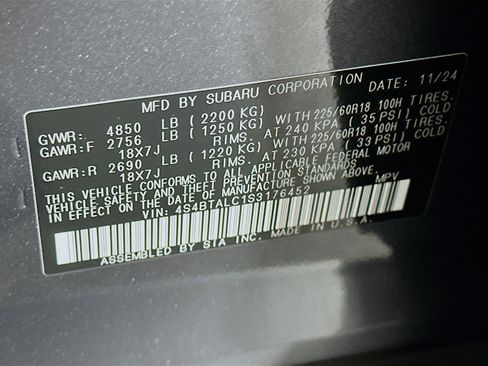 MFD BY SUBARU CORPORATION DATE: 11/24
GVWR: 4850 LB (2200 KG)
GAWR:F 2756 LB (1250 KG) WITH 225/60R18 100H TIRES.
18X7J RIMS. AT 240 KPA (35 PSI) COLD
GAWR:R 2690 LB (1220 KG) WITH 225/60R18 100H TIRES.
18X7J RIMS. AT 230 KPA (33 PSI) COLD
THIS VEHICLE CONFORMS TO ALL APPLICABLE FEDERAL MOTOR
VEHICLE SAFETY AND THEFT PREVENTION STANDARDS
IN EFFECT ON THE DATE OF MANUFACTURE SHOWN ABOVE.
VIN: 4S4BTALC1S3176452 MPV
ASSEMBLED BY SIA INC. MADE IN U.S.A.